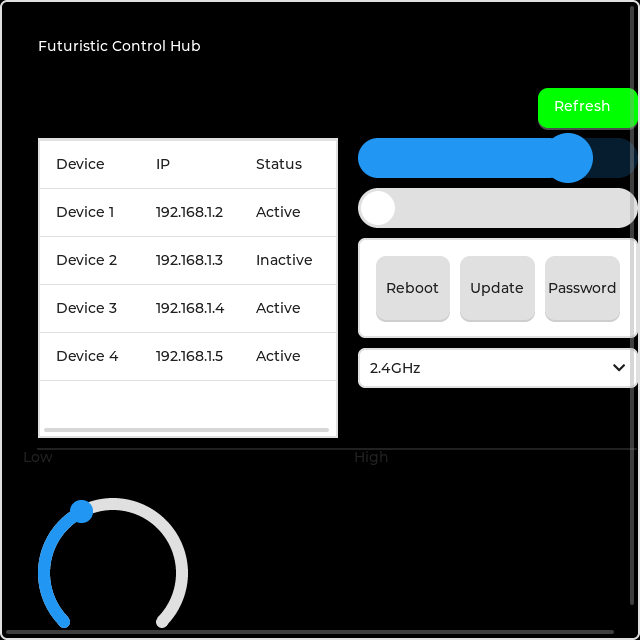 Futuristic Control Hub
Refresh
Device IP Status
Device 1 192.168.1.2 Active
Device 2 192.168.1.3 Inactive
Device 3 192.168.1.4 Active
Device 4 192.168.1.5 Active
Reboot Update Password
2.4GHz
Low High